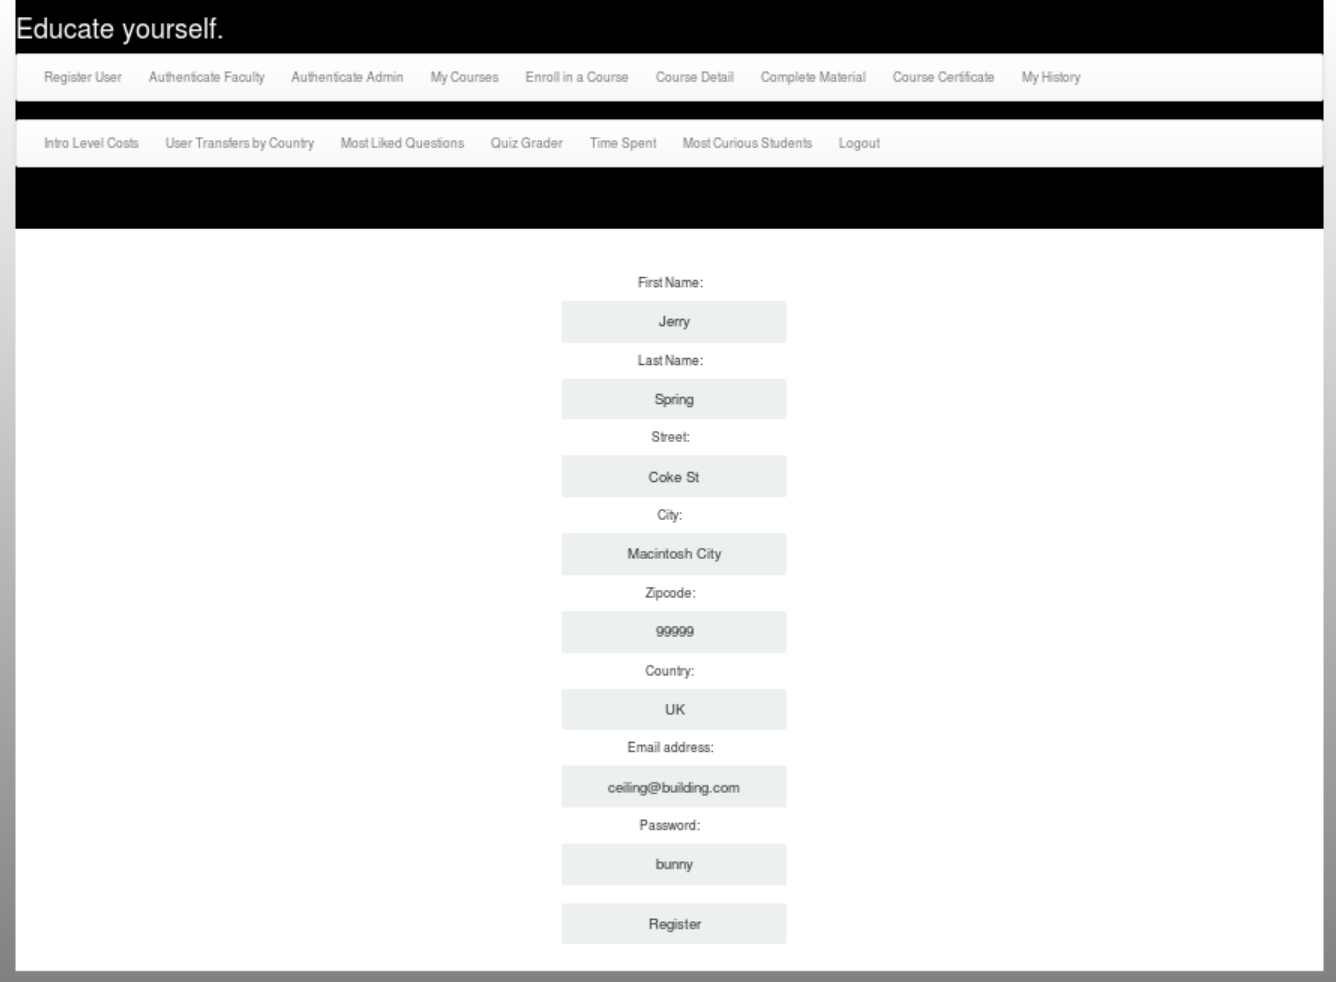 Educate yourself.
Register User Authenticate Faculty Authenticate Admin My Courses Enroll in a Course Course Detail Complete Material Course Certificate My History
Intro Level Costs User Transfers by Country Most Liked Questions Quiz Grader Time Spent Most Curious Students Logout
First Name:
Jerry
Last Name:
Spring
Street:
Coke St
City:
Macintosh City
Zipcode:
99999
Country:
UK
Email address:
ceiling@building.com
Password:
bunny
Register